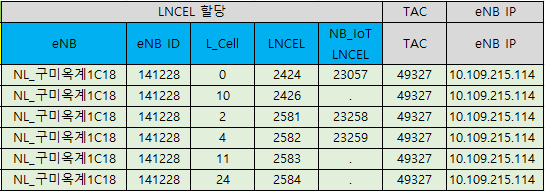 LNCEL 할당 TAC eNB IP
eNB eNB ID L_Cell LNCEL NB_IoT LNCEL TAC eNB IP
NL_구미옥계1C18 141228 0 2424 23057 49327 10.109.215.114
NL_구미옥계1C18 141228 10 2426 . 49327 10.109.215.114
NL_구미옥계1C18 141228 2 2581 23258 49327 10.109.215.114
NL_구미옥계1C18 141228 4 2582 23259 49327 10.109.215.114
NL_구미옥계1C18 141228 11 2583 . 49327 10.109.215.114
NL_구미옥계1C18 141228 24 2584 . 49327 10.109.215.114